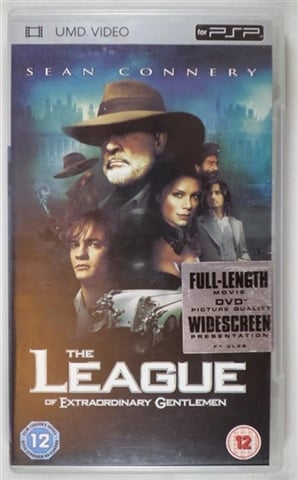 UMD VIDEO
for PSP
SEAN CONNERY
FULL-LENGTH
MOVIE
DVD
PICTURE QUALITY
WIDESCREEN
PRESENTATION
THE
LEAGUE
OF EXTRAORDINARY GENTLEMEN
12
12